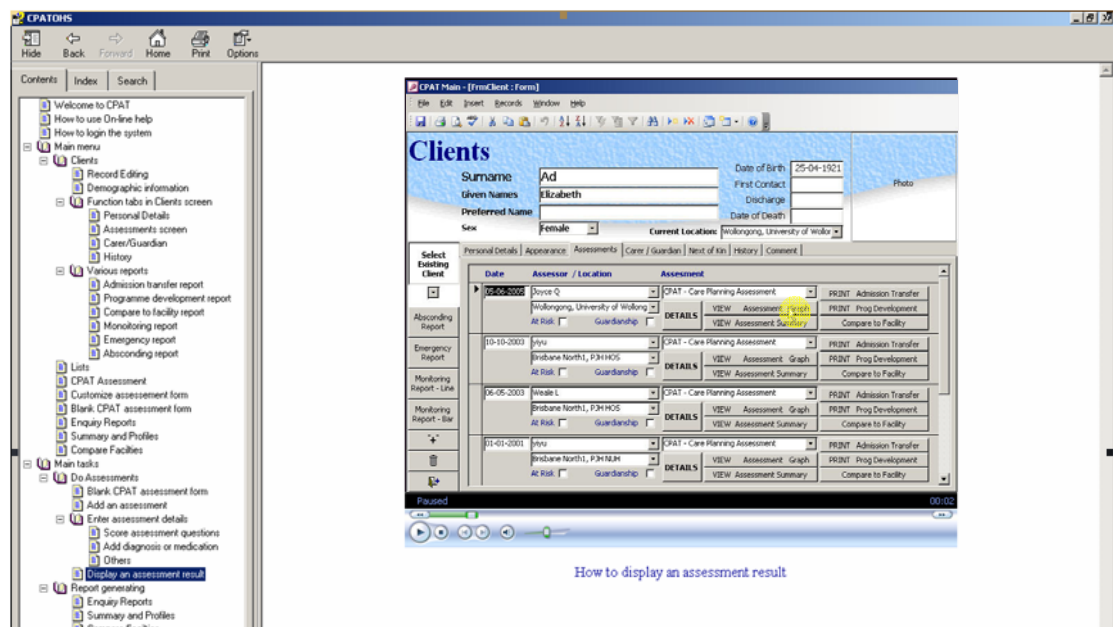 CPATOHS
Hide Back Forward Home Print Options
Contents Index Search
Welcome to CPAT
How to use On-line help
How to login the system
Main menu
Clients
Record Editing
Demographic information
Function tabs in Clients screen
Personal Details
Assessments screen
Carer/Guardian
History
Various reports
Admission transfer report
Programme development report
Compare to facility report
Monoitoring report
Emergency report
Absconding report
Lists
CPAT Assessment
Customize assessement form
Blank CPAT assessment form
Enquiry Reports
Summary and Profiles
Compare Facilties
Main tasks
Do Assessments
Blank CPAT assessment form
Add an assessment
Enter assessment details
Score assessment questions
Add diagnosis or medication
Others
Display an assessment result
Report generating
Enquiry Reports
Summary and Profiles
CPAT Main - [FrmClient : Form]
File Edit Insert Records Window Help
Clients
Surname Ad
Given Names Elizabeth
Preferred Name
Sex Female
Date of Birth 25-04-1921
First Contact
Discharge
Date of Death
Current Location: Wollongong, University of Wollor
Photo
Select Existing Client
Absconding Report
Emergency Report
Monitoring Report - Line
Monitoring Report - Bar
Personal Details Appearance Assessments Carer / Guardian Next of Kin History Comment
Date Assessor / Location Assesment
05-06-2005 Joyce Q CPAT - Care Planning Assessment PRINT Admission Transfer
Wollongong, University of Wollong DETAILS VIEW Assessment Graph PRINT Prog Development
At Risk Guardianship VIEW Assessment Summary Compare to Facility
10-10-2003 yiyu CPAT - Care Planning Assessment PRINT Admission Transfer
Brisbane North1, PJH HOS DETAILS VIEW Assessment Graph PRINT Prog Development
At Risk Guardianship VIEW Assessment Summary Compare to Facility
06-05-2003 Weale L CPAT - Care Planning Assessment PRINT Admission Transfer
Brisbane North1, PJH HOS DETAILS VIEW Assessment Graph PRINT Prog Development
At Risk Guardianship VIEW Assessment Summary Compare to Facility
01-01-2001 yiyu CPAT - Care Planning Assessment PRINT Admission Transfer
Brisbane North1, PJH NUH DETAILS VIEW Assessment Graph PRINT Prog Development
At Risk Guardianship VIEW Assessment Summary Compare to Facility
Paused 00:02
How to display an assessment result